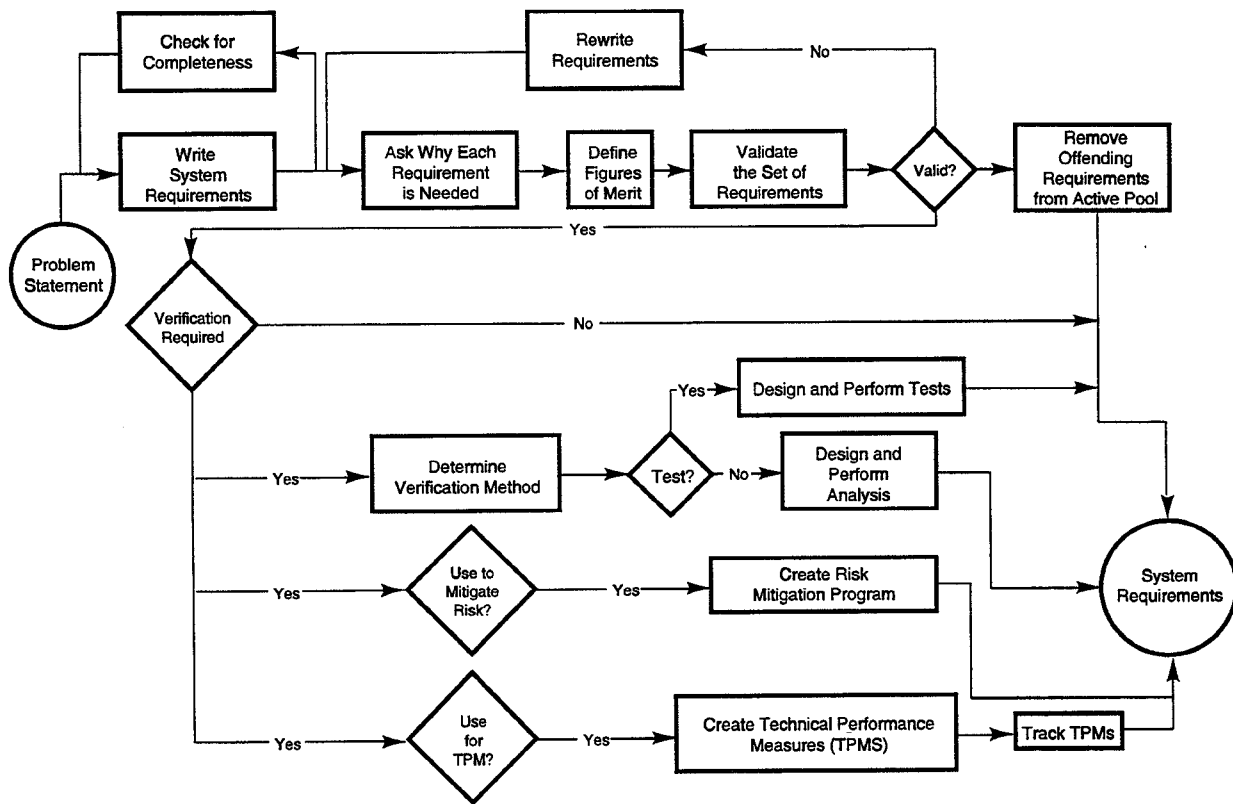 Check for
Completeness
Rewrite
Requirements
No
Write
System
Requirements
Ask Why Each
Requirement
is Needed
Define
Figures
of Merit
Validate
the Set of
Requirements
Valid?
Remove
Offending
Requirements
from Active Pool
Yes
Problem
Statement
Verification
Required
No
Yes
Design and Perform Tests
Yes
Determine
Verification Method
Test?
No
Design and
Perform
Analysis
Yes
Use to
Mitigate
Risk?
Yes
Create Risk
Mitigation Program
System
Requirements
Yes
Use
for
TPM?
Yes
Create Technical Performance
Measures (TPMS)
Track TPMs